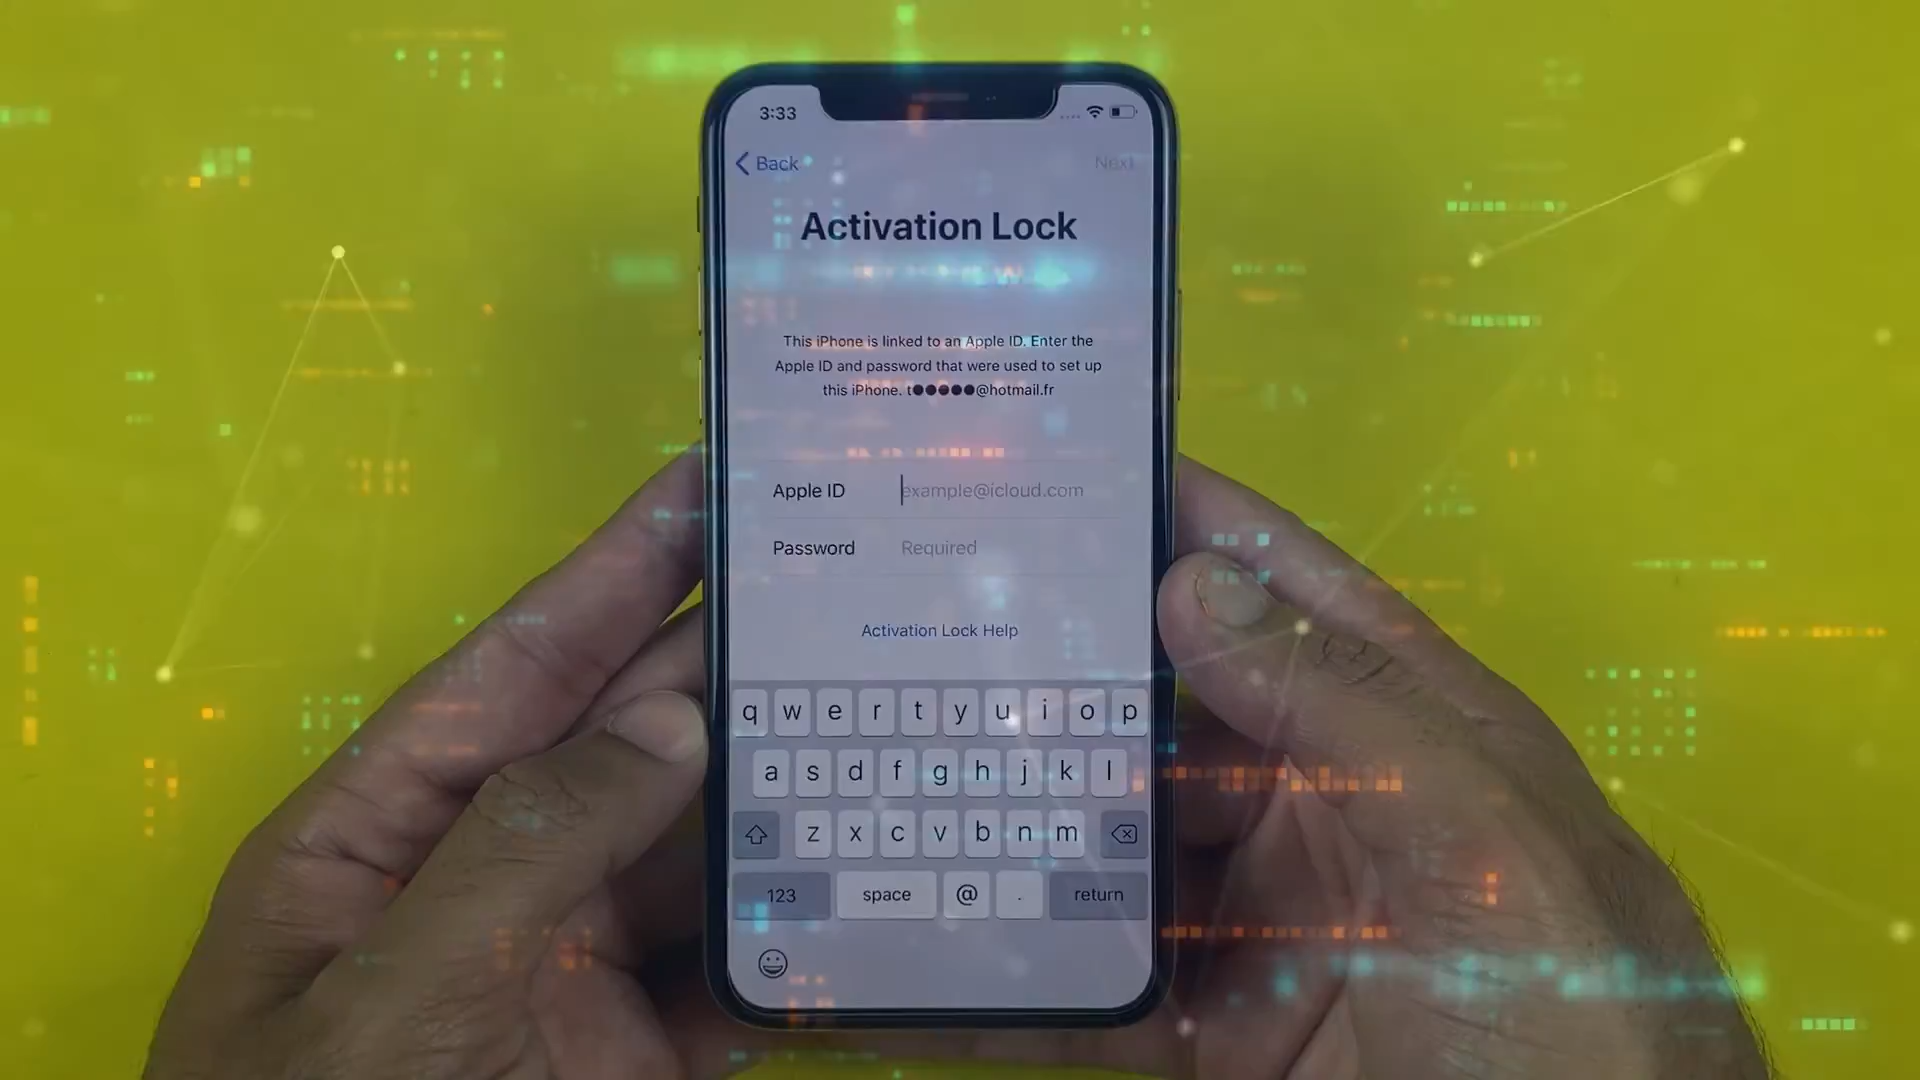 3:33
Back
Next
Activation Lock
This iPhone is linked to an Apple ID. Enter the
Apple ID and password that were used to set up
this iPhone. t●●●●●@hotmail.fr
Apple ID example@icloud.com
Password Required
Activation Lock Help
q w e r t y u i o p
a s d f g h j k l
z x c v b n m
123 space @ . return